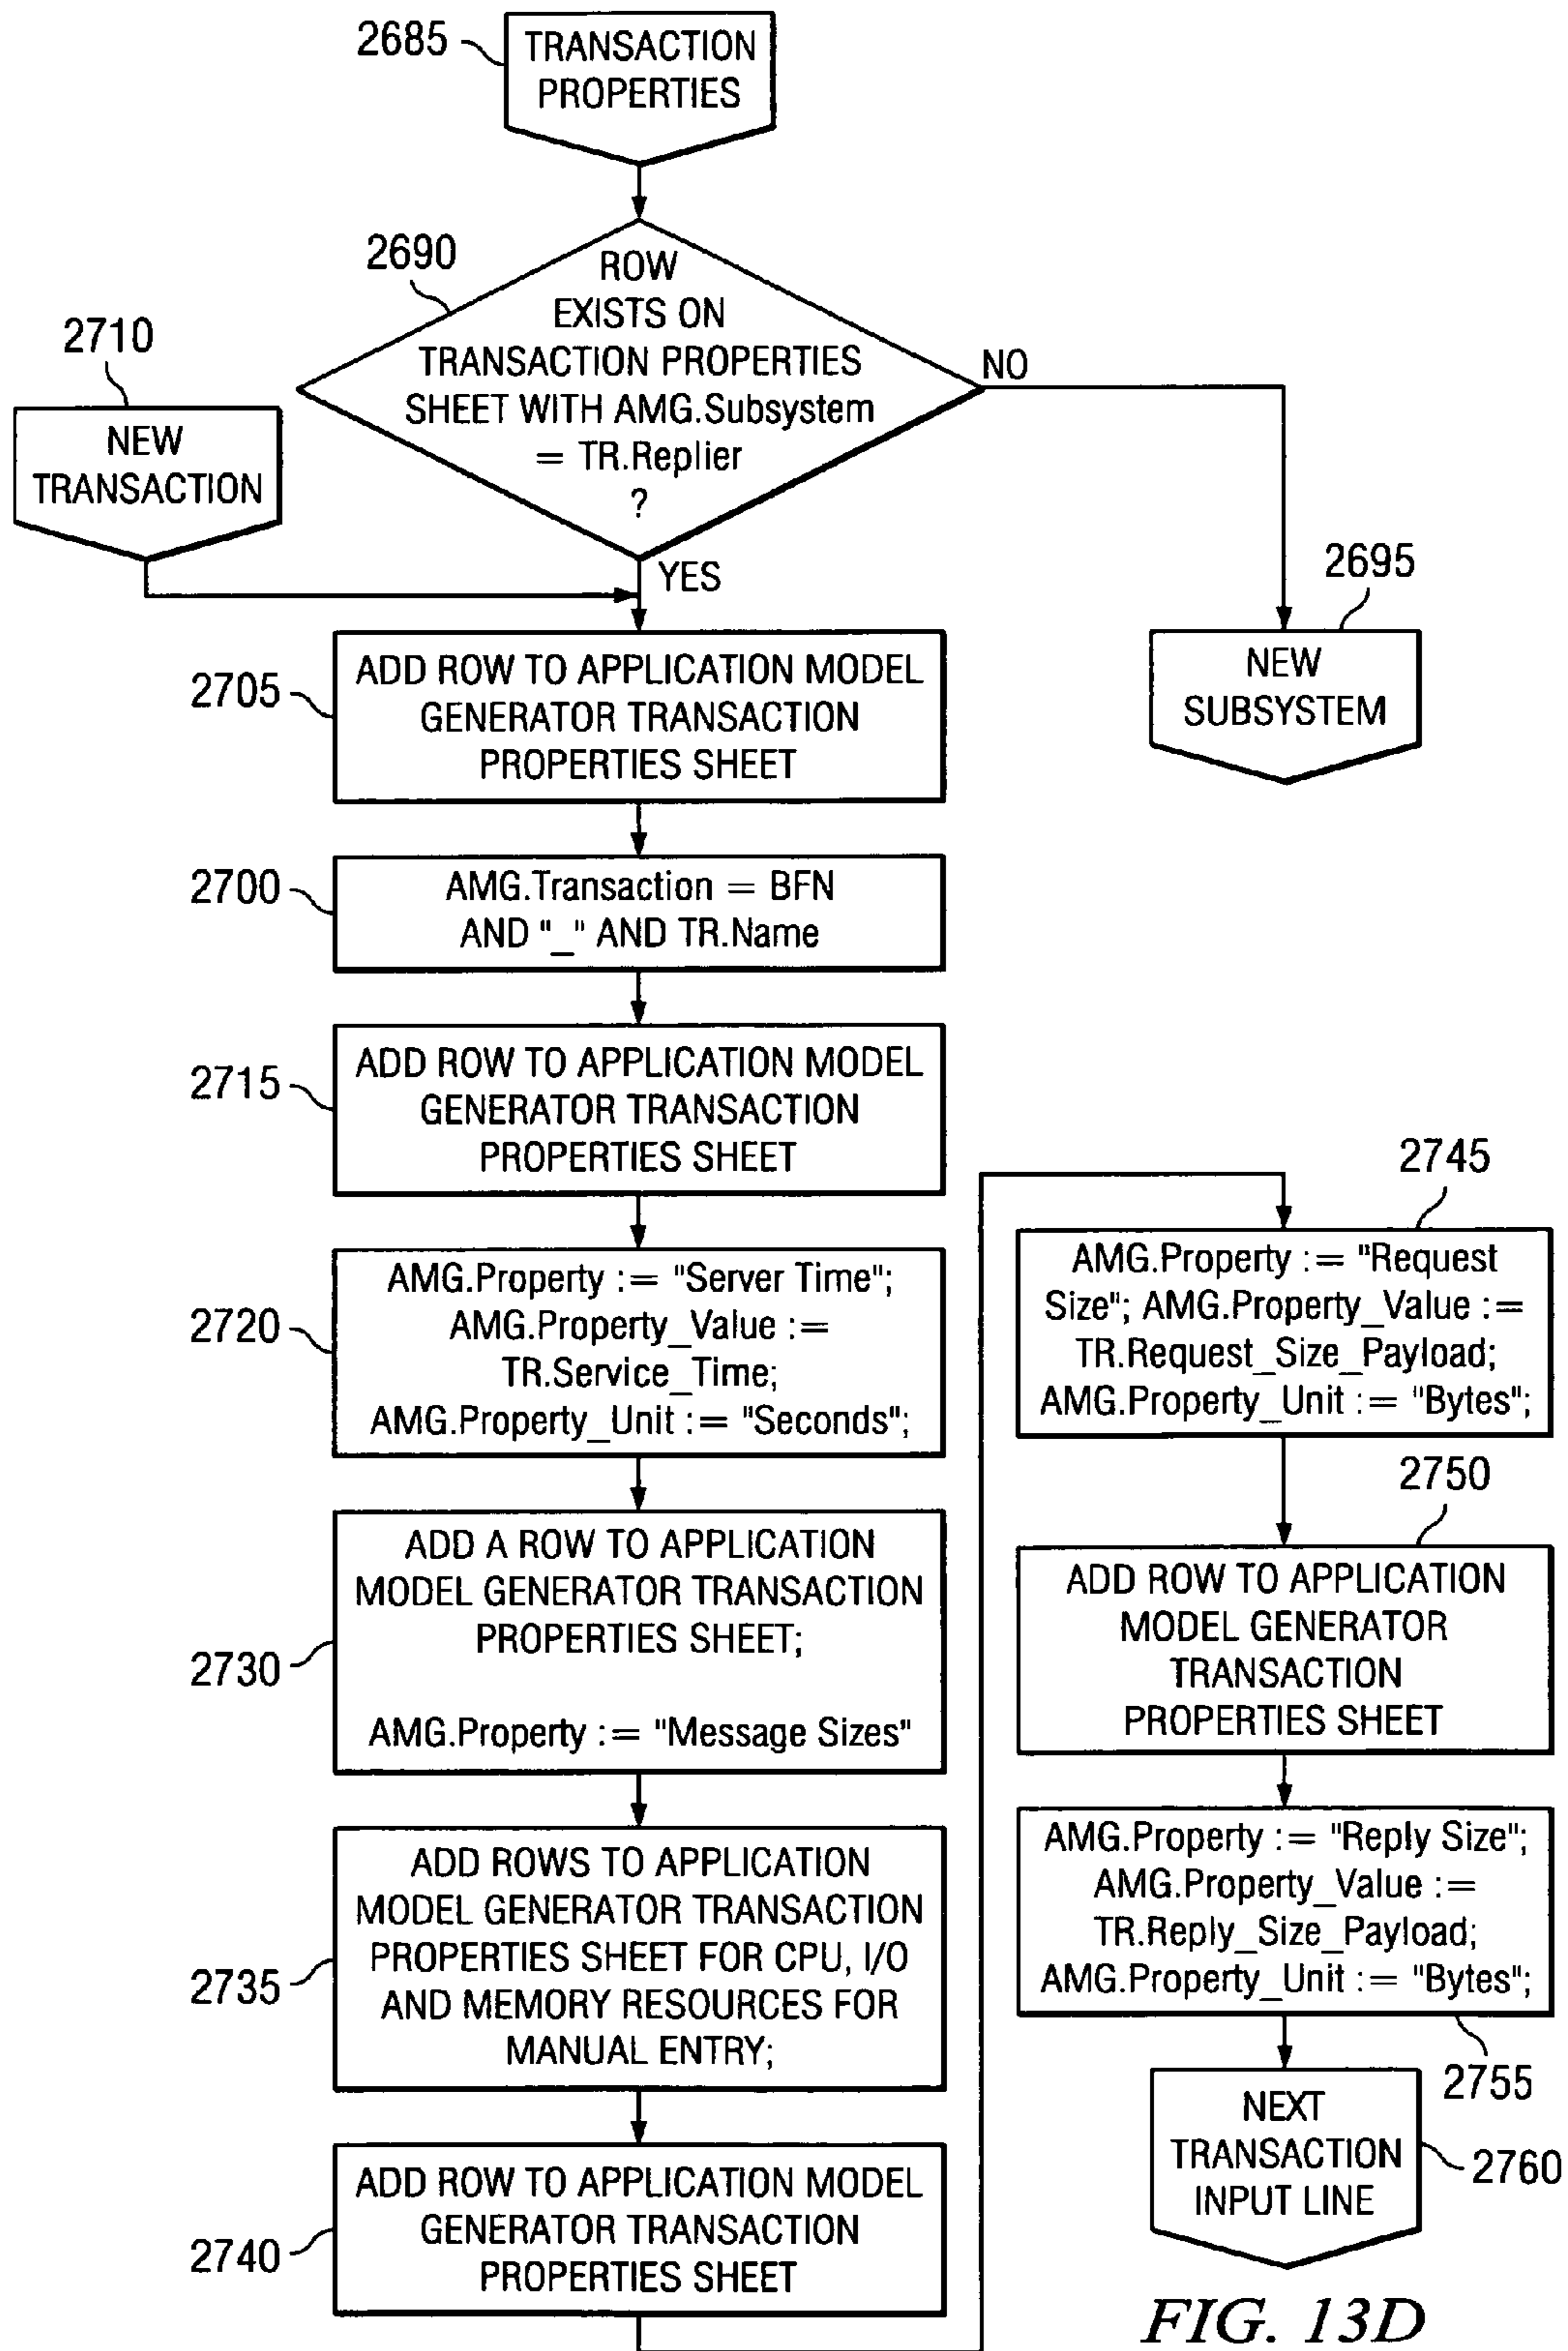 2685
TRANSACTION
PROPERTIES
2690
ROW
EXISTS ON
TRANSACTION PROPERTIES
SHEET WITH AMG.Subsystem
= TR.Replier
?
NO
YES
2710
NEW
TRANSACTION
2695
NEW
SUBSYSTEM
2705
ADD ROW TO APPLICATION MODEL
GENERATOR TRANSACTION
PROPERTIES SHEET
2700
AMG.Transaction = BFN
AND "_" AND TR.Name
2715
ADD ROW TO APPLICATION MODEL
GENERATOR TRANSACTION
PROPERTIES SHEET
2720
AMG.Property := "Server Time";
AMG.Property_Value :=
TR.Service_Time;
AMG.Property_Unit := "Seconds";
2730
ADD A ROW TO APPLICATION
MODEL GENERATOR TRANSACTION
PROPERTIES SHEET;
AMG.Property := "Message Sizes"
2735
ADD ROWS TO APPLICATION
MODEL GENERATOR TRANSACTION
PROPERTIES SHEET FOR CPU, I/O
AND MEMORY RESOURCES FOR
MANUAL ENTRY;
2740
ADD ROW TO APPLICATION MODEL
GENERATOR TRANSACTION
PROPERTIES SHEET
2745
AMG.Property := "Request
Size"; AMG.Property_Value :=
TR.Request_Size_Payload;
AMG.Property_Unit := "Bytes";
2750
ADD ROW TO APPLICATION
MODEL GENERATOR
TRANSACTION
PROPERTIES SHEET
AMG.Property := "Reply Size";
AMG.Property_Value :=
TR.Reply_Size_Payload;
AMG.Property_Unit := "Bytes";
2755
NEXT
TRANSACTION
INPUT LINE
2760
FIG. 13D